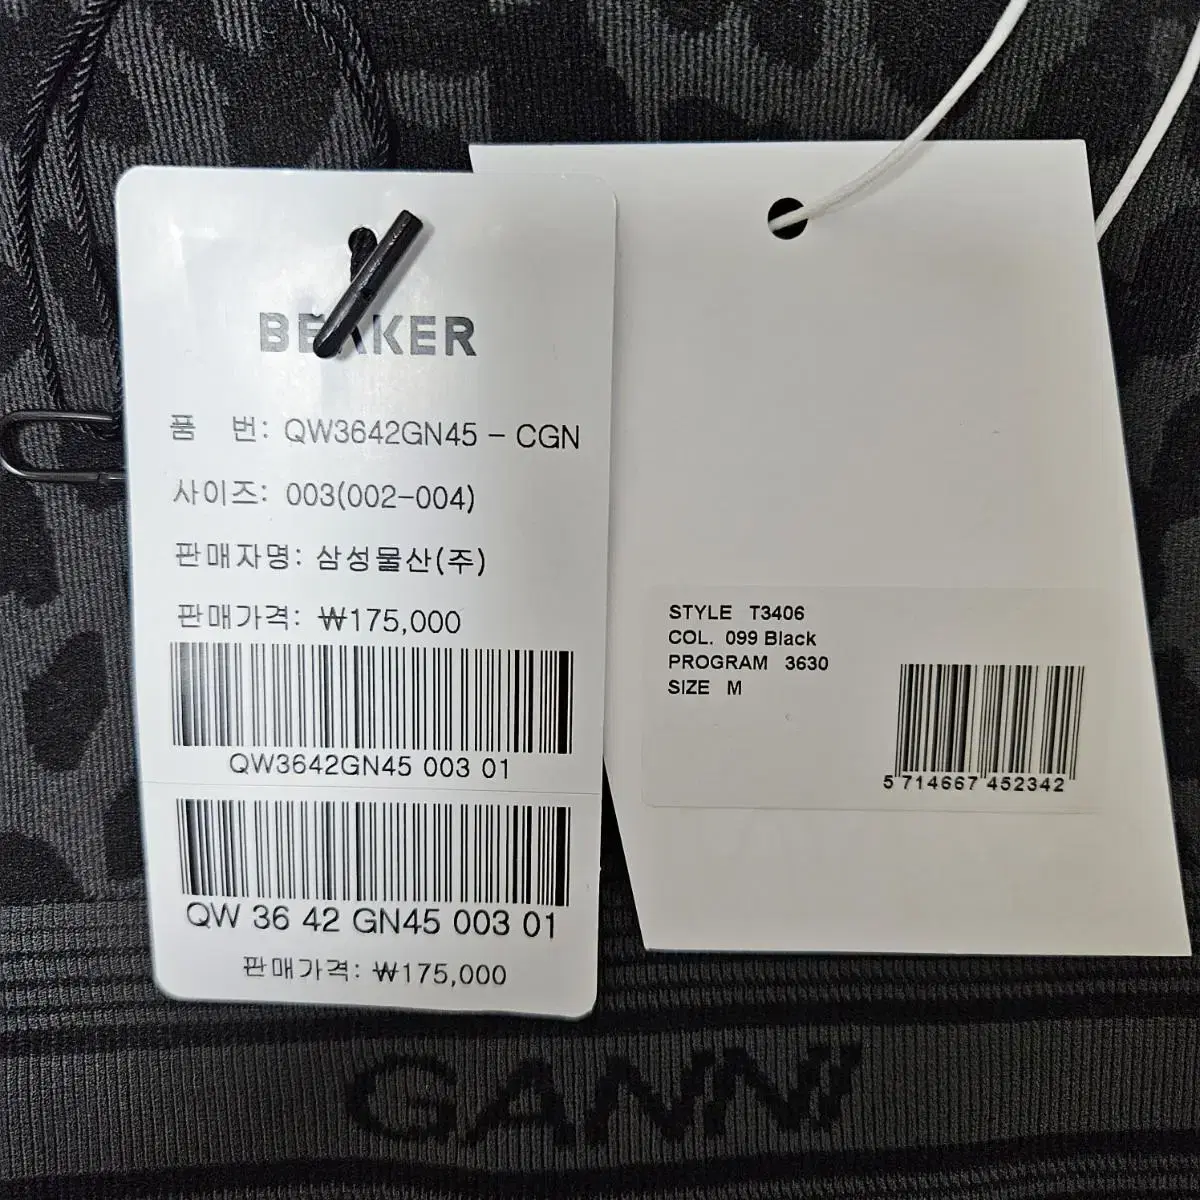 BEAKER
품 번: QW3642GN45 - CGN
사이즈: 003(002-004)
판매자명: 삼성물산(주)
판매가격: ₩175,000
QW3642GN45 003 01
QW 36 42 GN45 003 01
판매가격: ₩175,000
STYLE T3406
COL. 099 Black
PROGRAM 3630
SIZE M
5 714667 452342
GANNI